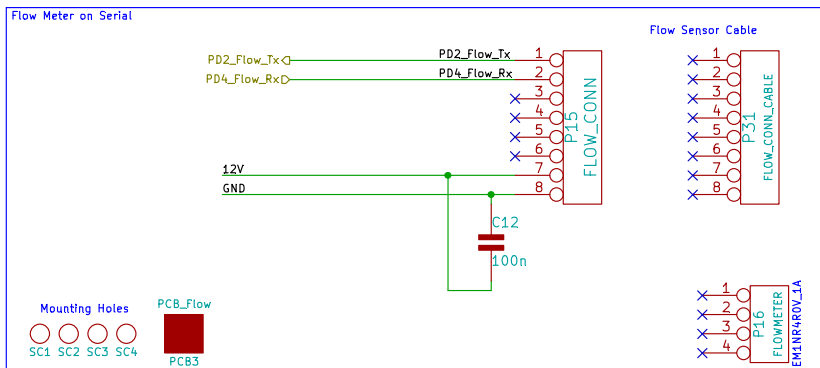 Flow Meter on Serial
Flow Sensor Cable
PD2_Flow_Tx
PD2_Flow_Tx
1
PD4_Flow_Rx
PD4_Flow_Rx
2
3
4
5
6
12V
7
GND
8
P15
FLOW_CONN
1
2
3
4
5
6
7
8
P31
FLOW_CONN_CABLE
C12
100n
Mounting Holes
SC1
SC2
SC3
SC4
PCB_Flow
PCB3
1
2
3
4
P16
FLOWMETER
EM1NR4R0V_1A